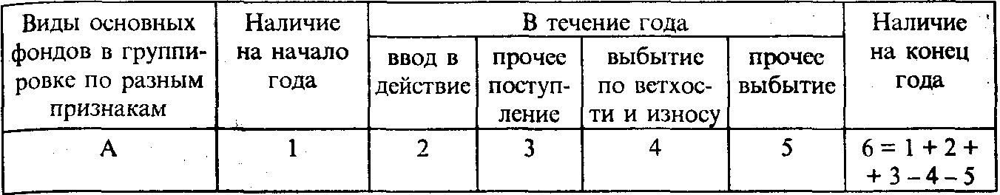 Виды основных
фондов в группи-
ровке по разным
признакам
Наличие
на начало
года
В течение года
ввод в
действие
прочее
поступ-
ление
выбытие
по ветхос-
ти и износу
прочее
выбытие
Наличие
на конец
года
А
1
2
3
4
5
6 = 1 + 2 +
+ 3 – 4 – 5